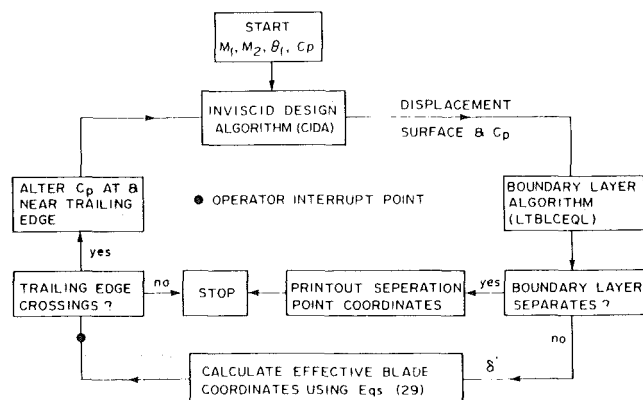 START
M₁, M₂, θ₁, Cp
INVISCID DESIGN
ALGORITHM (CIDA)
DISPLACEMENT
SURFACE & Cp
ALTER Cp AT &
NEAR TRAILING
EDGE
● OPERATOR INTERRUPT POINT
BOUNDARY LAYER
ALGORITHM
(LTBLCEQL)
yes
TRAILING EDGE
CROSSINGS ?
no
STOP
PRINTOUT SEPERATION
POINT COORDINATES
yes
BOUNDARY LAYER
SEPARATES ?
no
CALCULATE EFFECTIVE BLADE
COORDINATES USING Eqs (29)
δ*